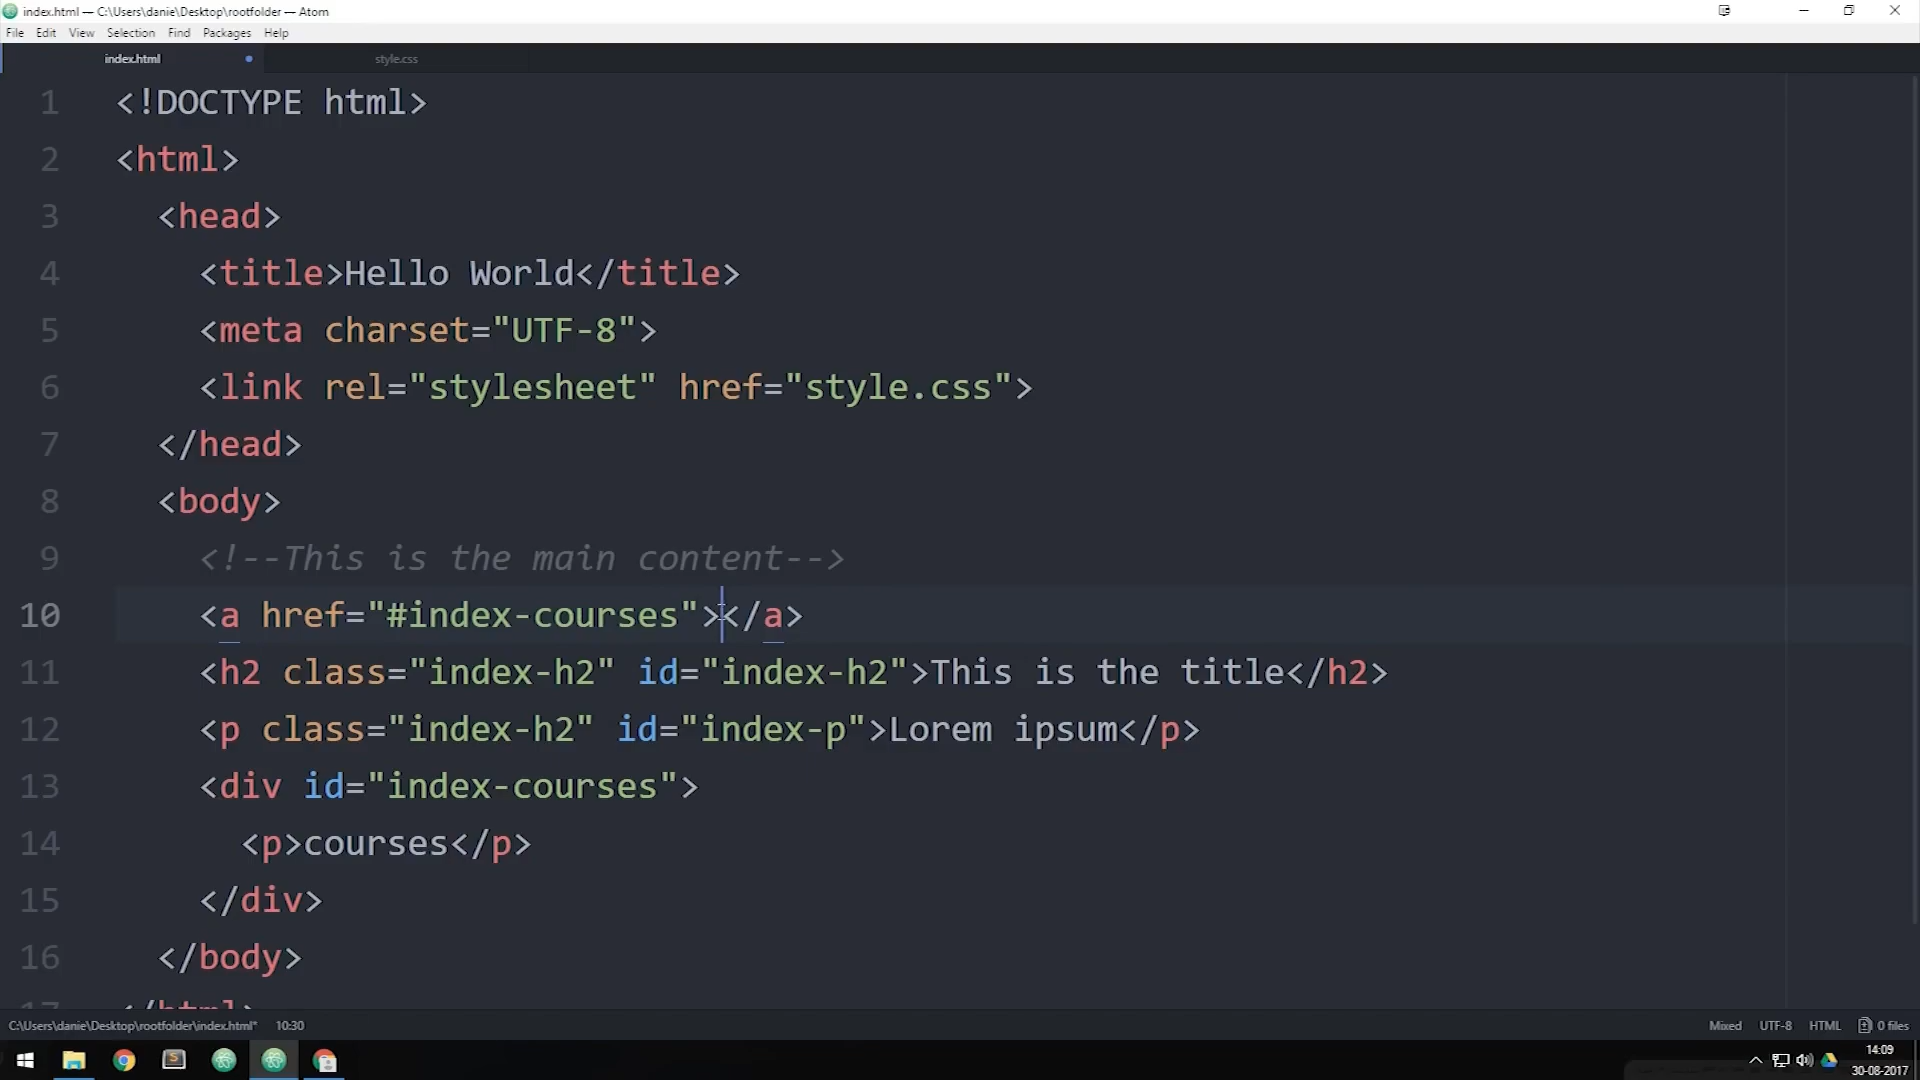 index.html — C:\Users\danie\Desktop\rootfolder — Atom
File Edit View Selection Find Packages Help
index.html style.css
1 <!DOCTYPE html>
2 <html>
3 <head>
4 <title>Hello World</title>
5 <meta charset="UTF-8">
6 <link rel="stylesheet" href="style.css">
7 </head>
8 <body>
9 <!--This is the main content-->
10 <a href="#index-courses"></a>
11 <h2 class="index-h2" id="index-h2">This is the title</h2>
12 <p class="index-h2" id="index-p">Lorem ipsum</p>
13 <div id="index-courses">
14 <p>courses</p>
15 </div>
16 </body>
17 </html>
C:\Users\danie\Desktop\rootfolder\index.html* 10:30 Mixed UTF-8 HTML 0 files
14:09
30-08-2017